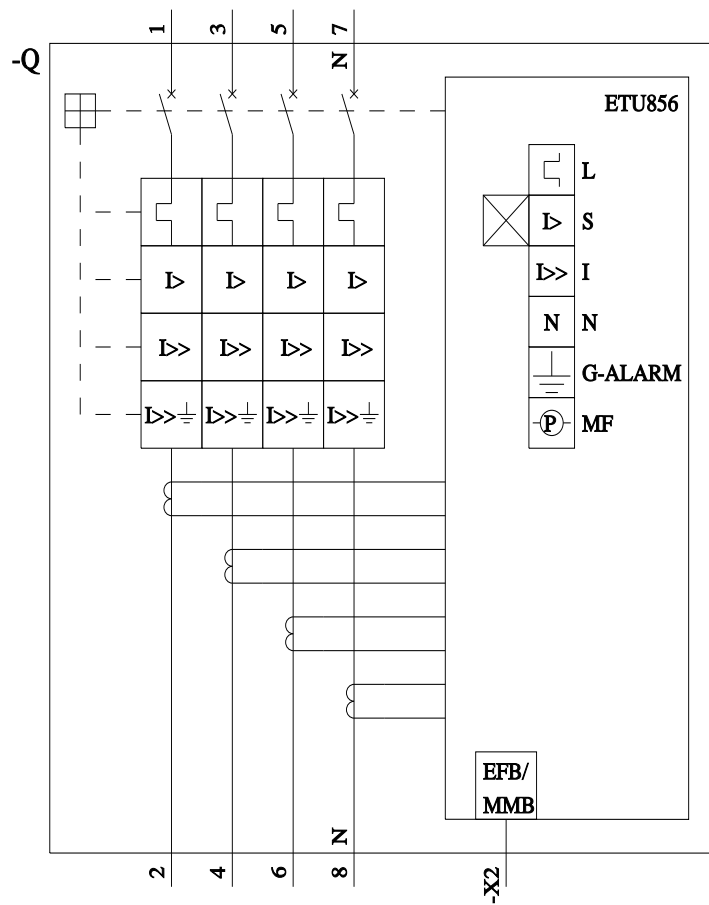 1 3 5 7
-Q N
ETU856
L
I> I> I> I> I> S
I>> I
I>> I>> I>> I>> N N
G-ALARM
I>> I>> I>> I>> P MF
EFB/
MMB
N
2 4 6 8 -X2